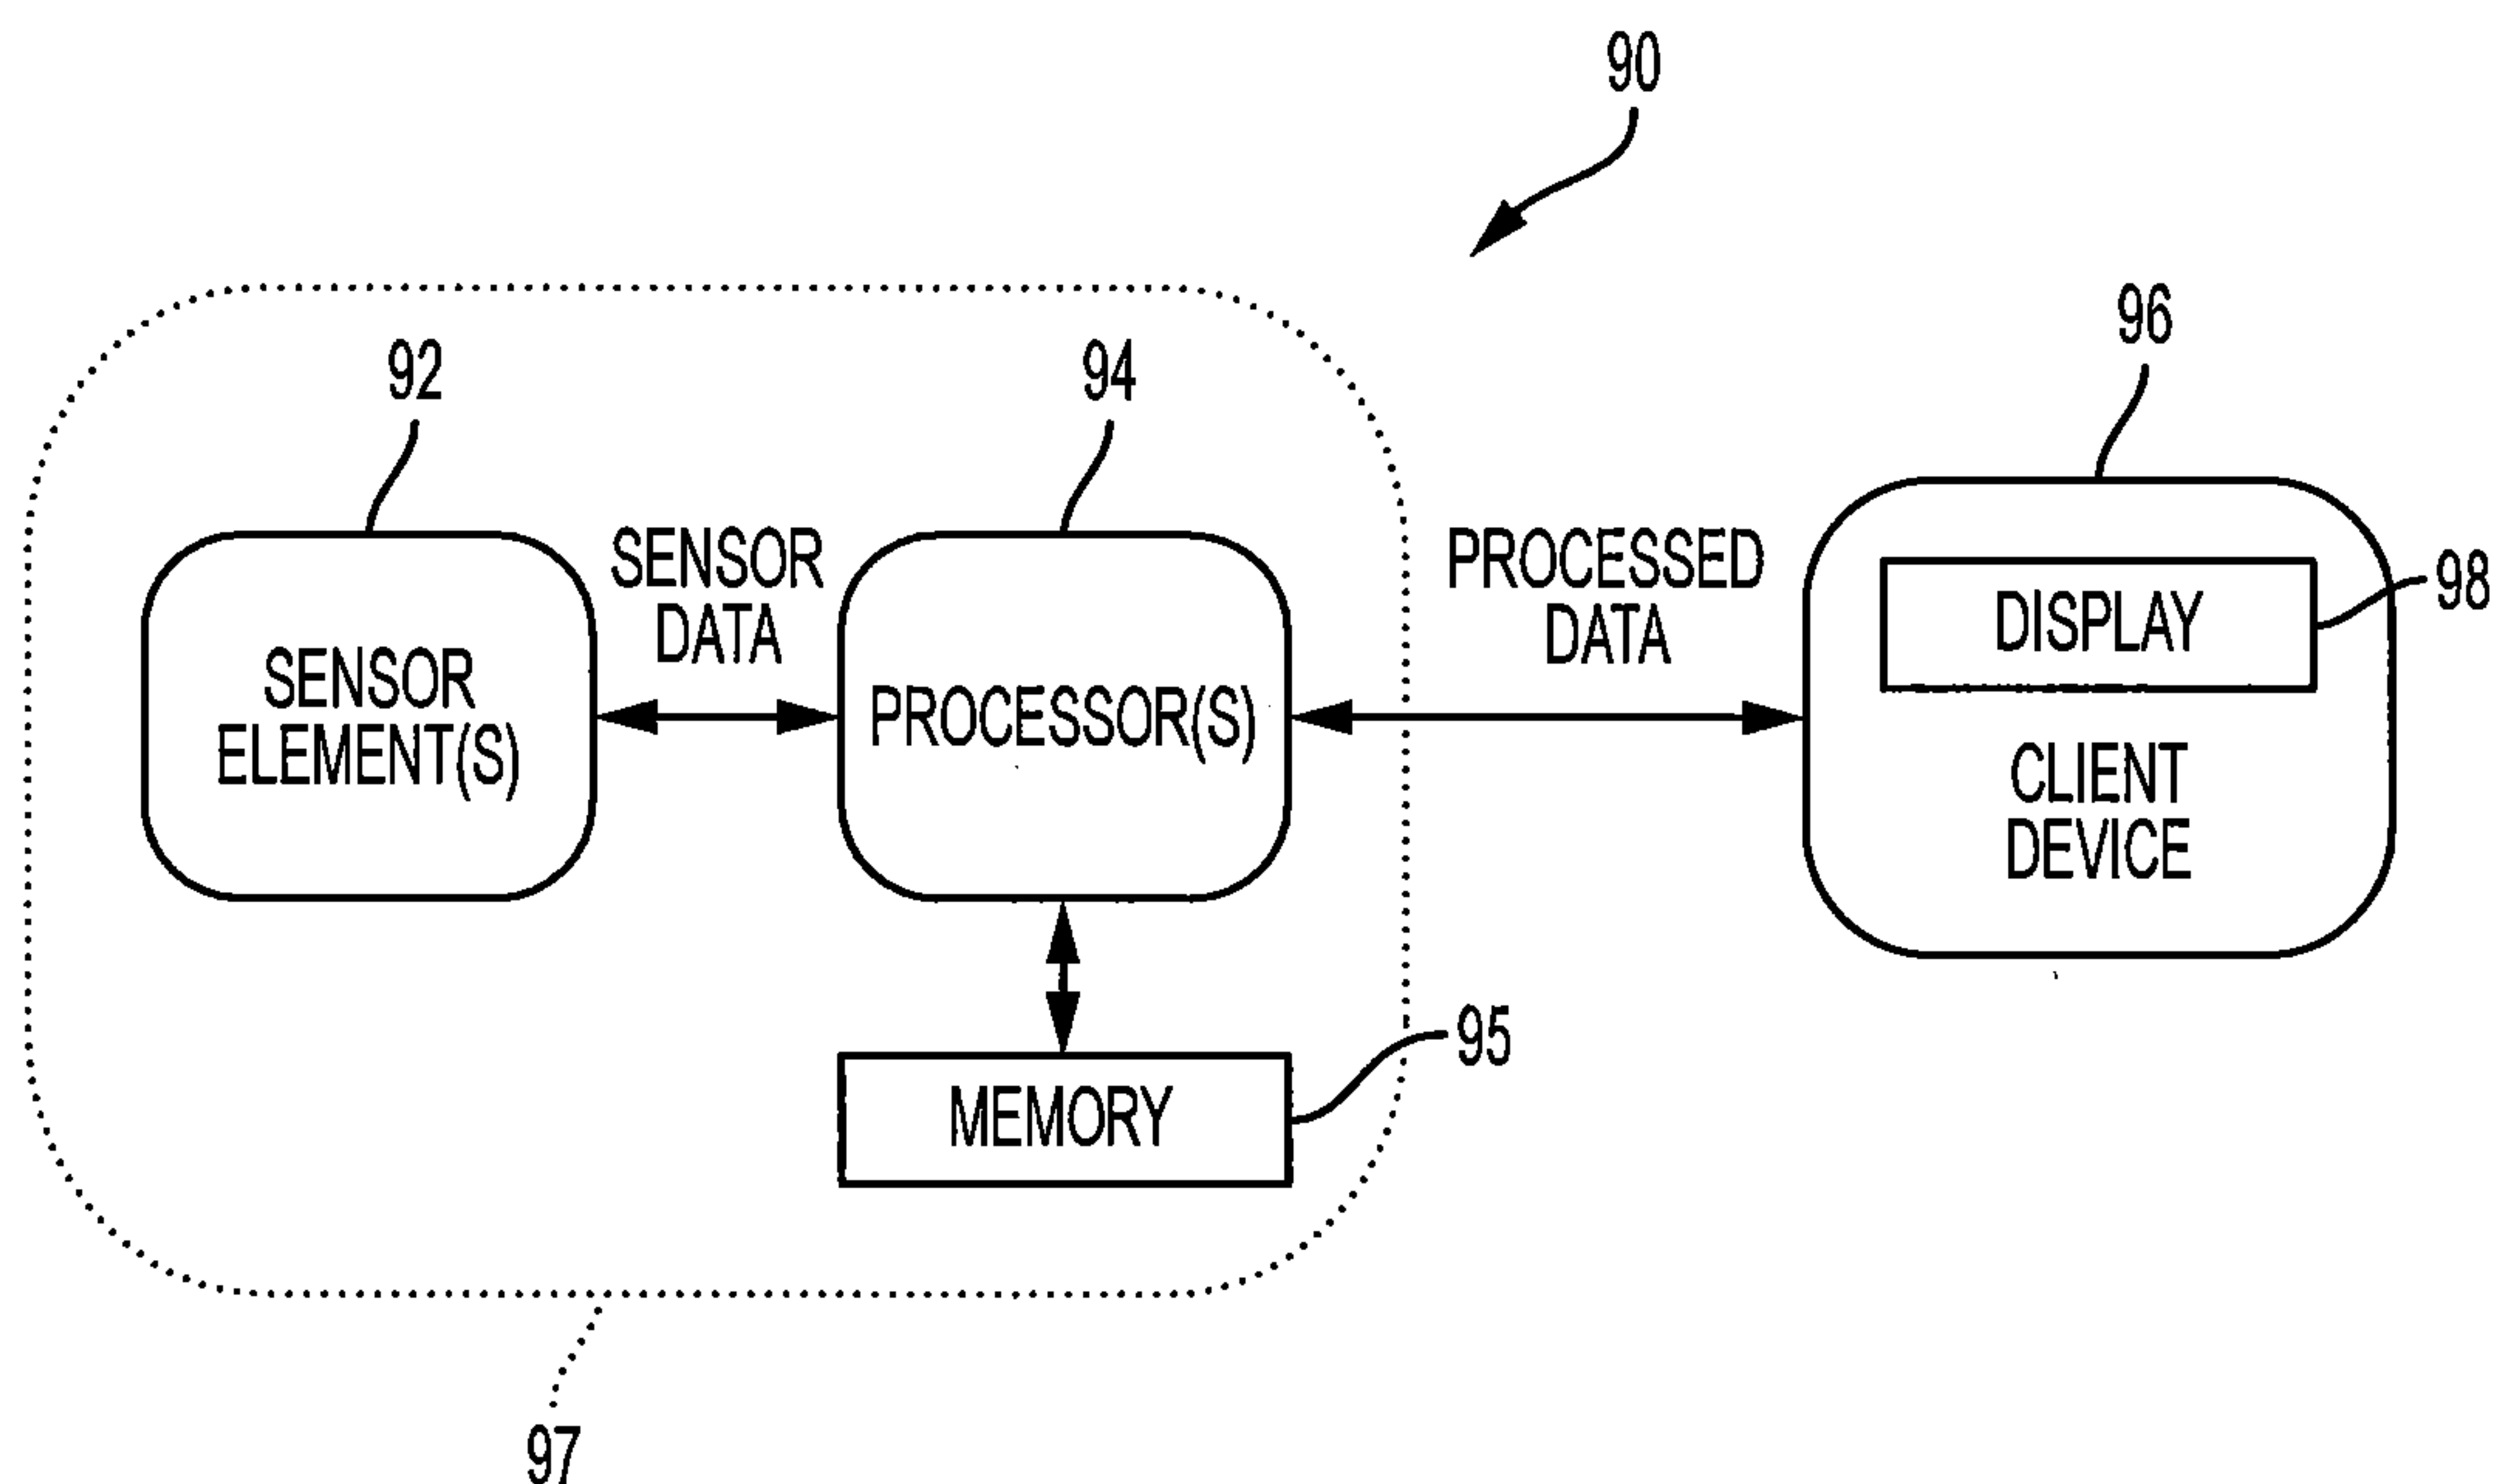 90
96
92
94
SENSOR
DATA
PROCESSED
DATA
98
DISPLAY
SENSOR
ELEMENT(S)
PROCESSOR(S)
CLIENT
DEVICE
95
MEMORY
97